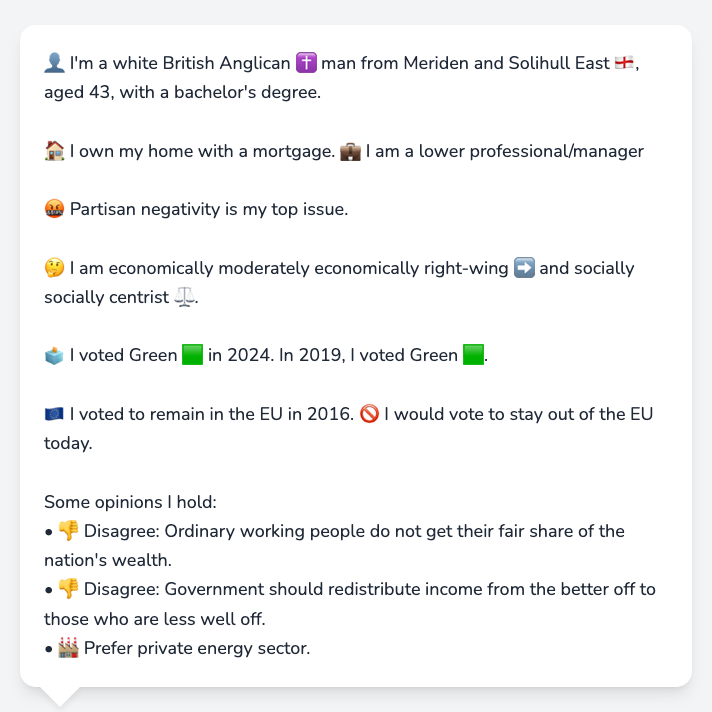 👤 I'm a white British Anglican ✝️ man from Meriden and Solihull East 🏴󠁧󠁢󠁥󠁮󠁧󠁿,
aged 43, with a bachelor's degree.
🏠 I own my home with a mortgage. 💼 I am a lower professional/manager
🤬 Partisan negativity is my top issue.
🤔 I am economically moderately economically right-wing ➡️ and socially
socially centrist ⚖️.
🗳️ I voted Green 🟩 in 2024. In 2019, I voted Green 🟩.
🇪🇺 I voted to remain in the EU in 2016. 🚫 I would vote to stay out of the EU
today.
Some opinions I hold:
• 👎 Disagree: Ordinary working people do not get their fair share of the
nation's wealth.
• 👎 Disagree: Government should redistribute income from the better off to
those who are less well off.
• 🏭 Prefer private energy sector.